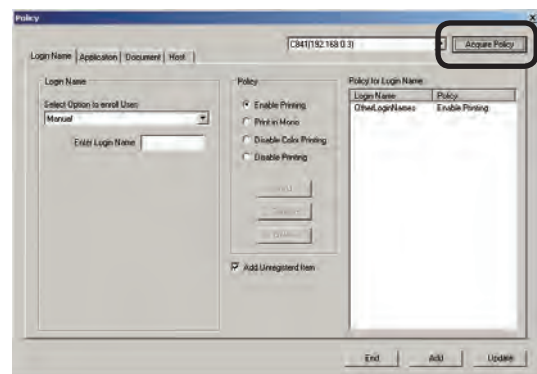 Policy
C841(192.168.0.3)
Acquire Policy
Login Name
Application
Document
Host
Login Name
Select Option to enroll User:
Manual
Enter Login Name
Policy
Enable Printing
Print in Mono
Disable Color Printing
Disable Printing
Add Unregisterd Item
Policy for Login Name
Login Name Policy
OtherLoginNames Enable Printing
End
Add
Update